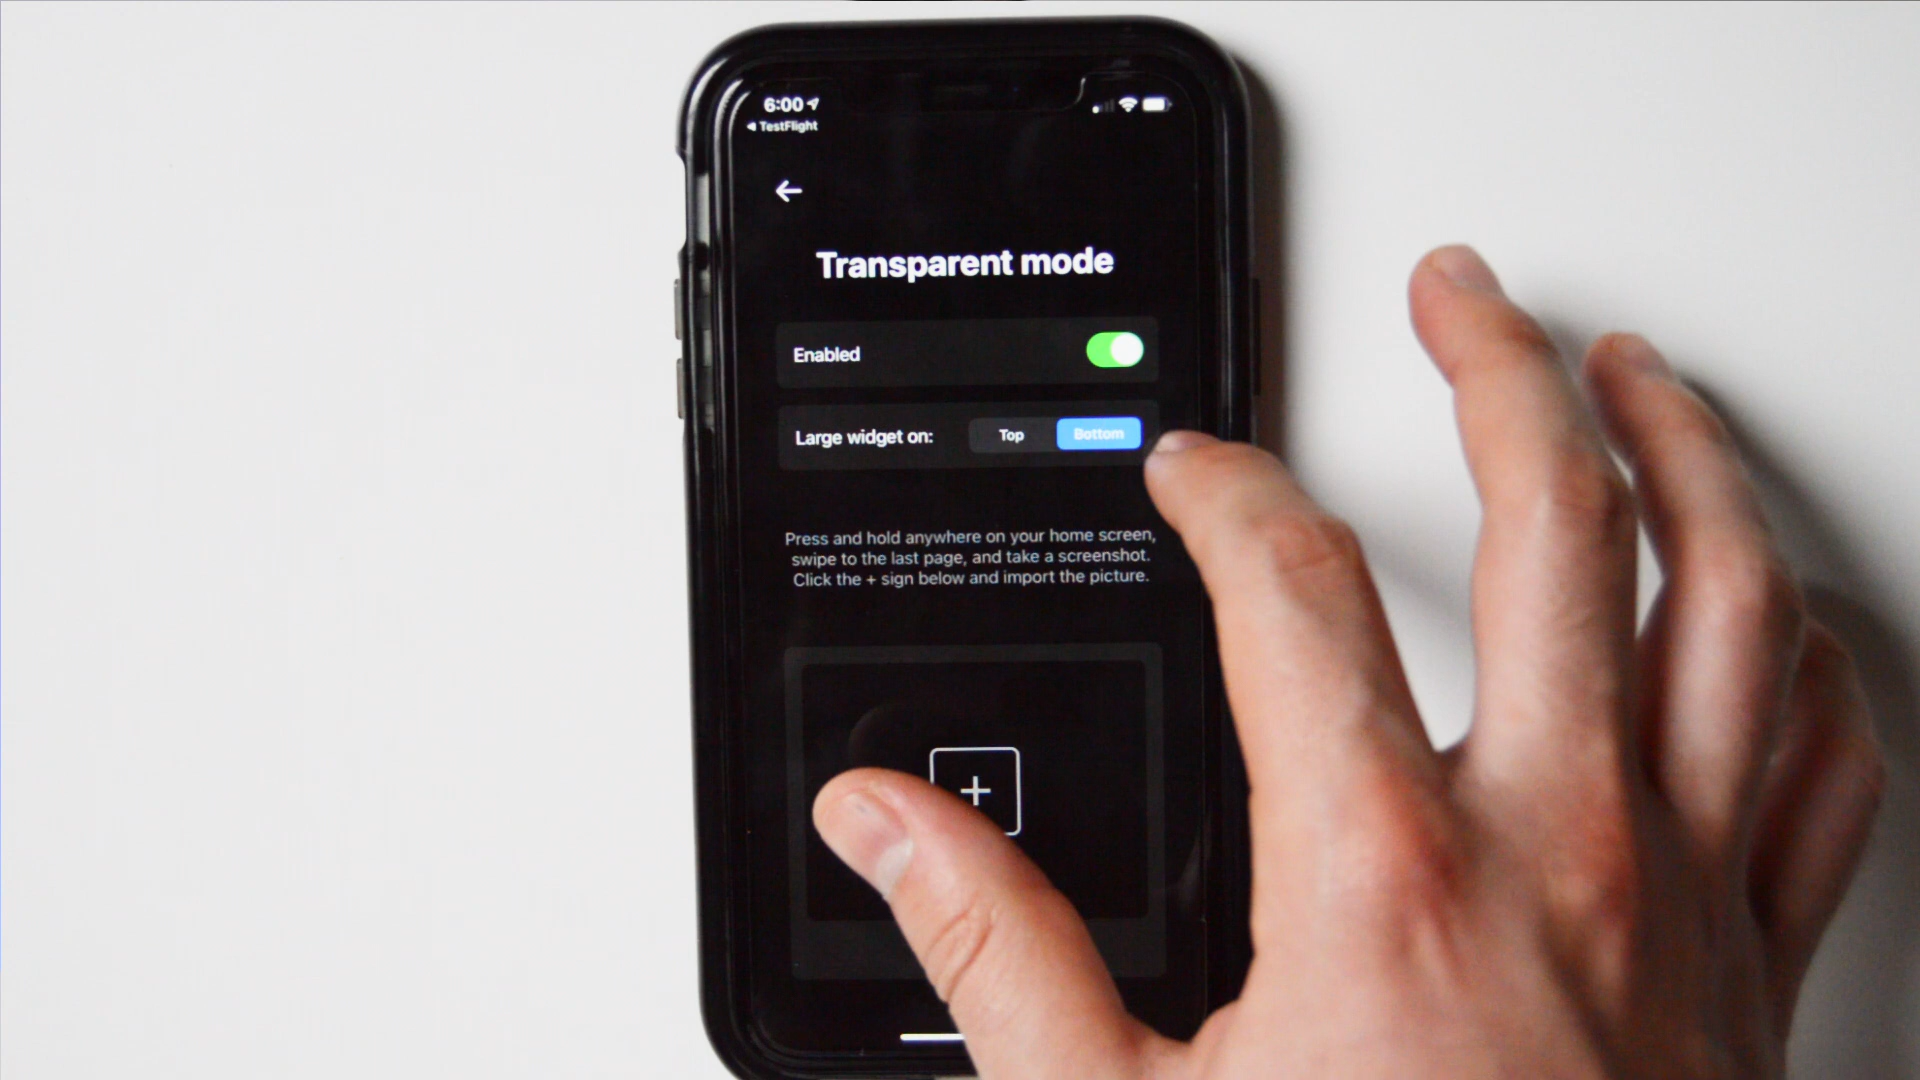 6:00
TestFlight
Transparent mode
Enabled
Large widget on:
Top
Bottom
Press and hold anywhere on your home screen,
swipe to the last page, and take a screenshot.
Click the + sign below and import the picture.
+